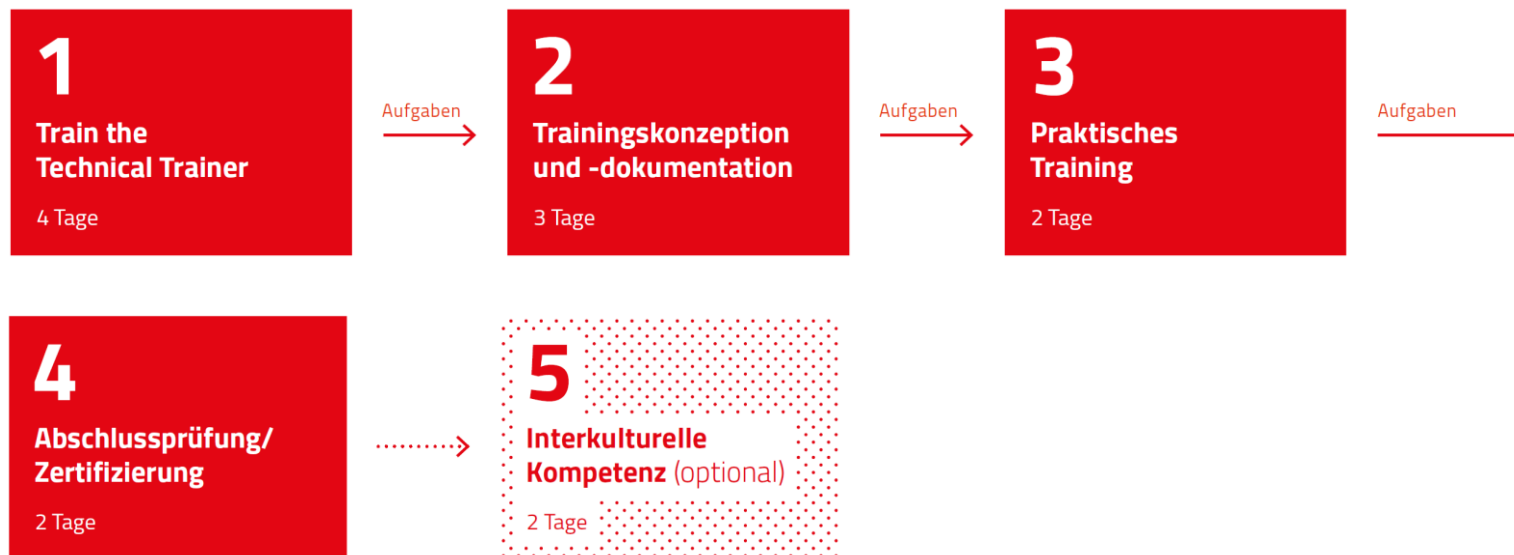 1
Train the
Technical Trainer
4 Tage
Aufgaben
2
Trainingskonzeption
und -dokumentation
3 Tage
Aufgaben
3
Praktisches
Training
2 Tage
Aufgaben
4
Abschlussprüfung/
Zertifizierung
2 Tage
5
Interkulturelle
Kompetenz (optional)
2 Tage